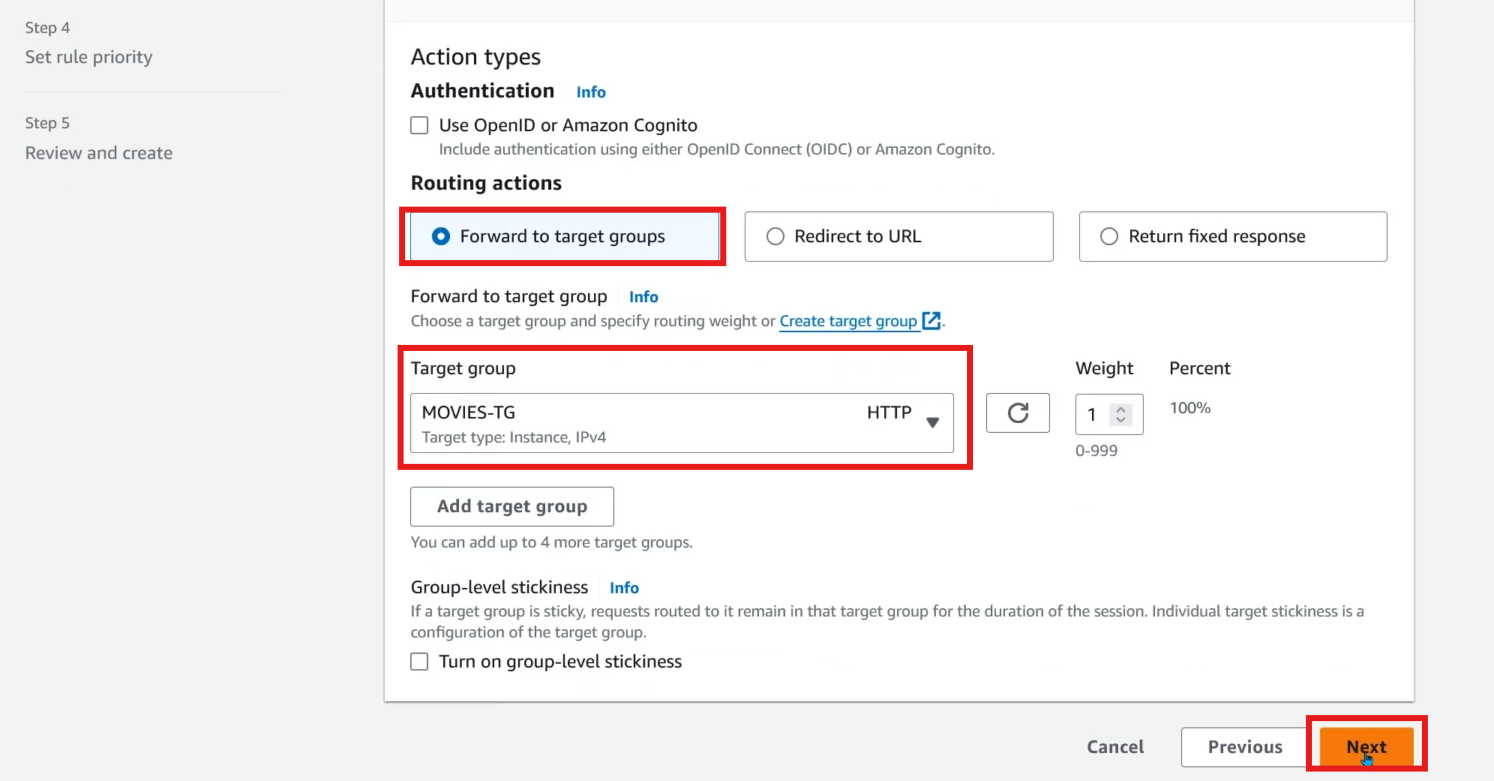 Step 4
Set rule priority
Step 5
Review and create
Action types
Authentication Info
Use OpenID or Amazon Cognito
Include authentication using either OpenID Connect (OIDC) or Amazon Cognito.
Routing actions
Forward to target groups
Redirect to URL
Return fixed response
Forward to target group Info
Choose a target group and specify routing weight or Create target group.
Target group
Weight
Percent
MOVIES-TG
HTTP
Target type: Instance, IPv4
1
100%
0-999
Add target group
You can add up to 4 more target groups.
Group-level stickiness Info
If a target group is sticky, requests routed to it remain in that target group for the duration of the session. Individual target stickiness is a
configuration of the target group.
Turn on group-level stickiness
Cancel
Previous
Next